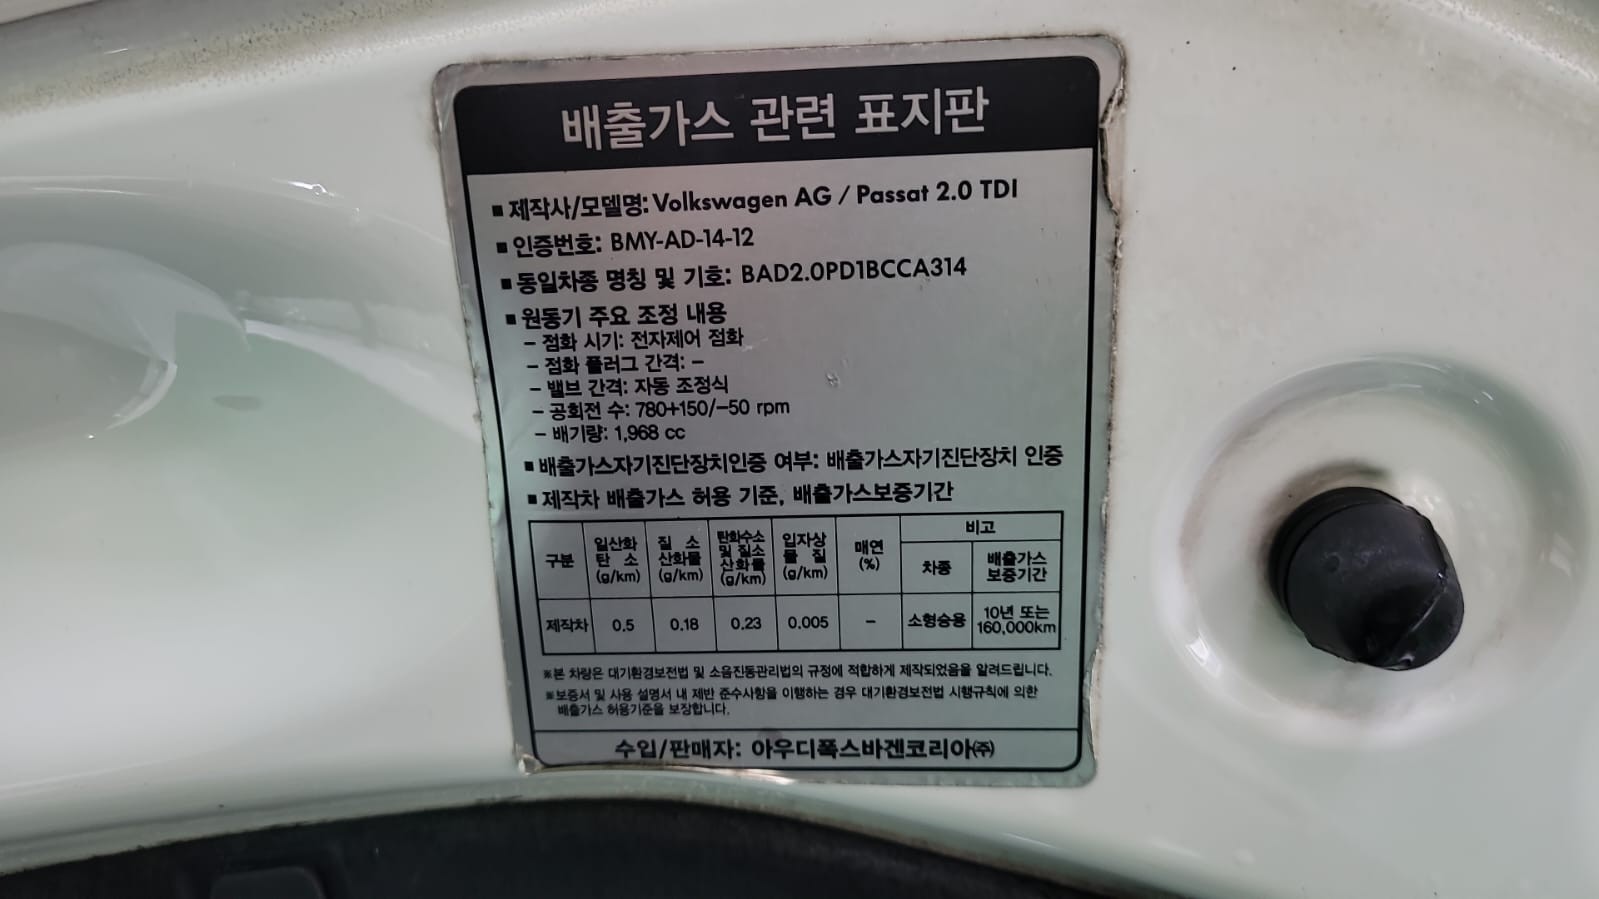 배출가스 관련 표지판
■ 제작사/모델명: Volkswagen AG / Passat 2.0 TDI
■ 인증번호: BMY-AD-14-12
■ 동일차종 명칭 및 기호: BAD2.0PD1BCCA314
■ 원동기 주요 조정 내용
– 점화 시기: 전자제어 점화
– 점화 플러그 간격: –
– 밸브 간격: 자동 조정식
– 공회전 수: 780+150/–50 rpm
– 배기량: 1,968 cc
■ 배출가스자기진단장치인증 여부: 배출가스자기진단장치 인증
■ 제작차 배출가스 허용 기준, 배출가스보증기간
구분 일산화탄소 (g/km) 질소산화물 (g/km) 탄화수소 및 질소산화물 (g/km) 입자상물질 (g/km) 매연 (%) 비고
차종 배출가스 보증기간
제작차 0.5 0.18 0.23 0.005 – 소형승용 10년 또는 160,000km
※본 차량은 대기환경보전법 및 소음진동관리법의 규정에 적합하게 제작되었음을 알려드립니다.
※보증서 및 사용 설명서 내 제반 준수사항을 이행하는 경우 대기환경보전법 시행규칙에 의한
배출가스 허용기준을 보장합니다.
수입/판매자: 아우디폭스바겐코리아㈜